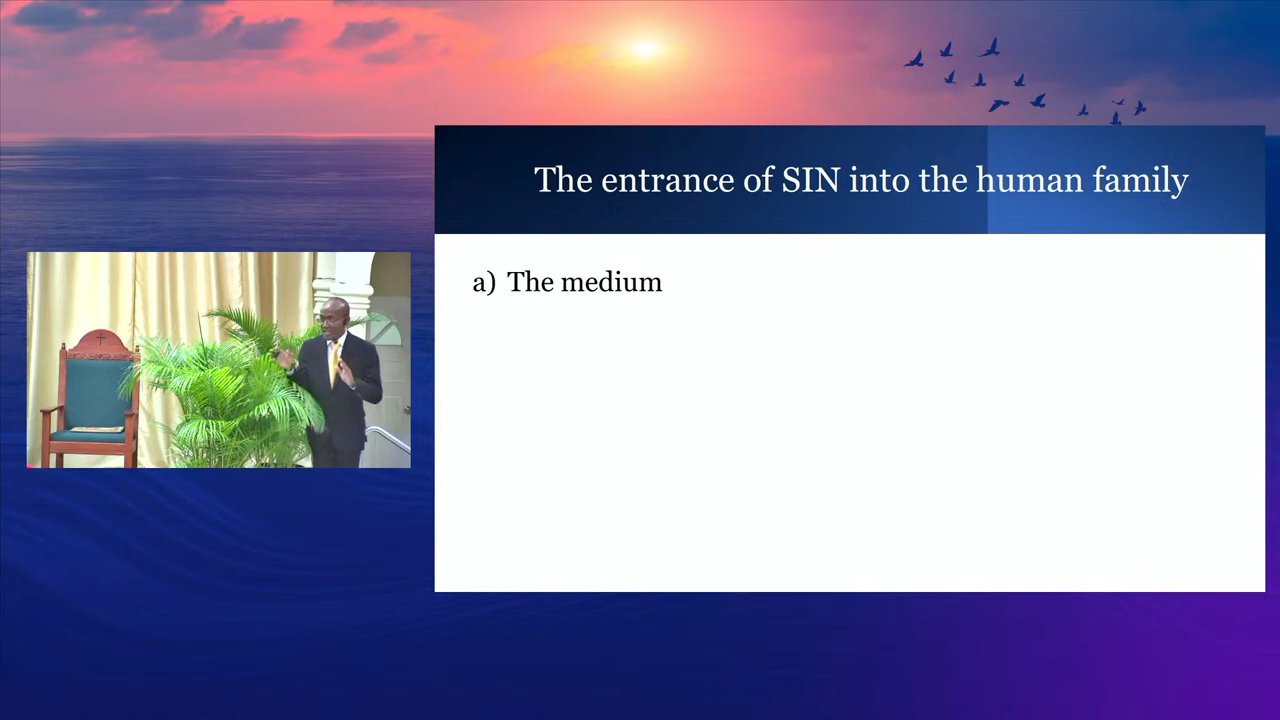 The entrance of SIN into the human family
a) The medium